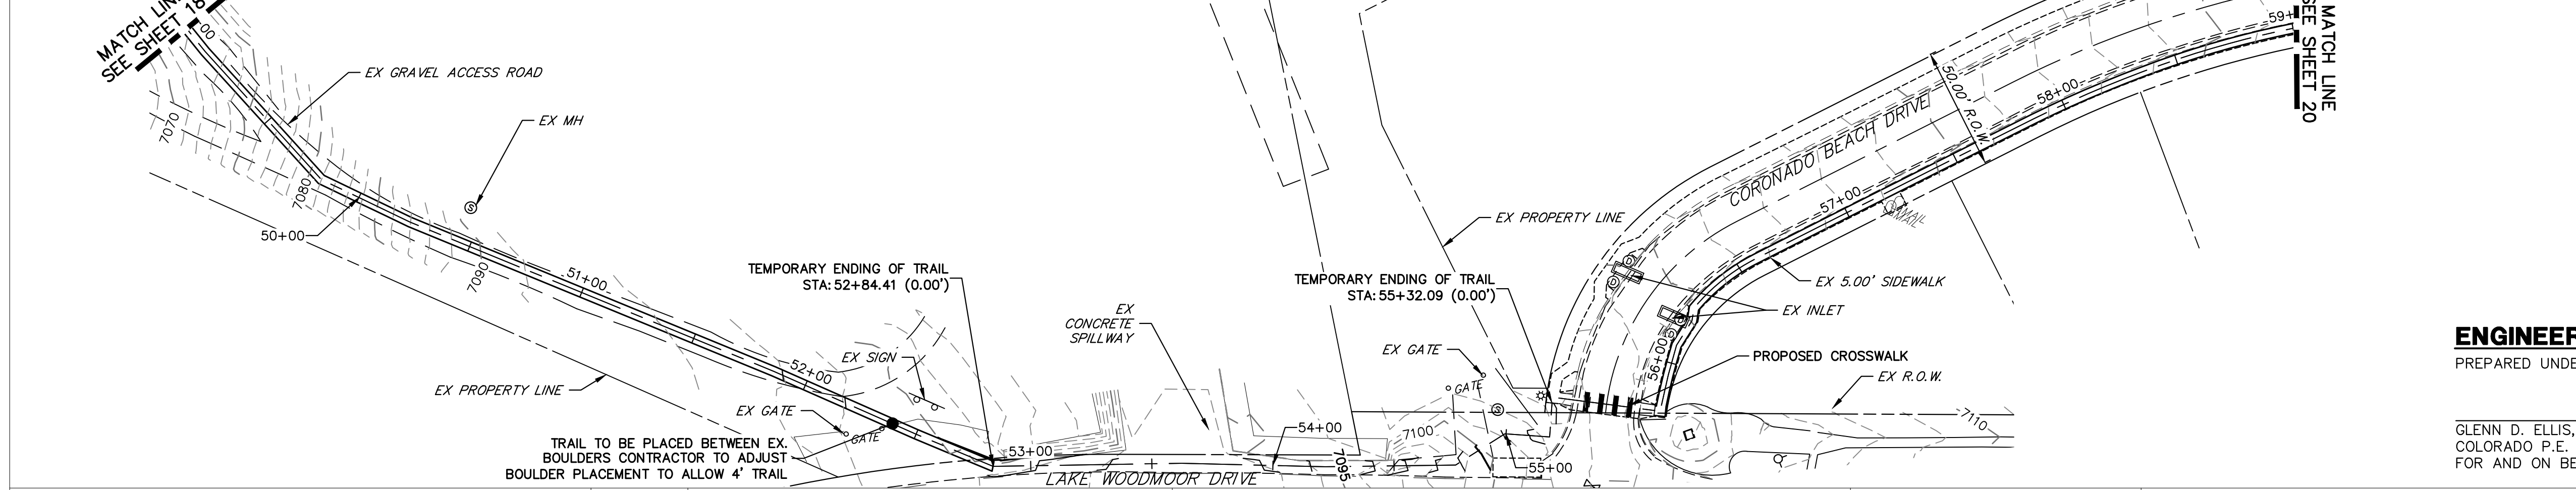 MATCH LINE
SEE SHEET 18
EX GRAVEL ACCESS ROAD
EX MH
S
7070
7080
7090
50+00
51+00
52+00
EX PROPERTY LINE
TEMPORARY ENDING OF TRAIL
STA: 52+84.41 (0.00')
EX SIGN
EX GATE
GATE
TRAIL TO BE PLACED BETWEEN EX.
BOULDERS CONTRACTOR TO ADJUST
BOULDER PLACEMENT TO ALLOW 4' TRAIL
53+00
LAKE WOODMOOR DRIVE
EX
CONCRETE
SPILLWAY
54+00
7095
7100
55+00
EX GATE
GATE
S
TEMPORARY ENDING OF TRAIL
STA: 55+32.09 (0.00')
EX PROPERTY LINE
CORONADO BEACH DRIVE
50.00' R.O.W.
56+00
57+00
58+00
59+
MAIL
MAIL
EX 5.00' SIDEWALK
EX INLET
D
D
D
D
PROPOSED CROSSWALK
EX R.O.W.
7110
MATCH LINE
SEE SHEET 20
ENGINEER
PREPARED UNDE
GLENN D. ELLIS,
COLORADO P.E.
FOR AND ON BE